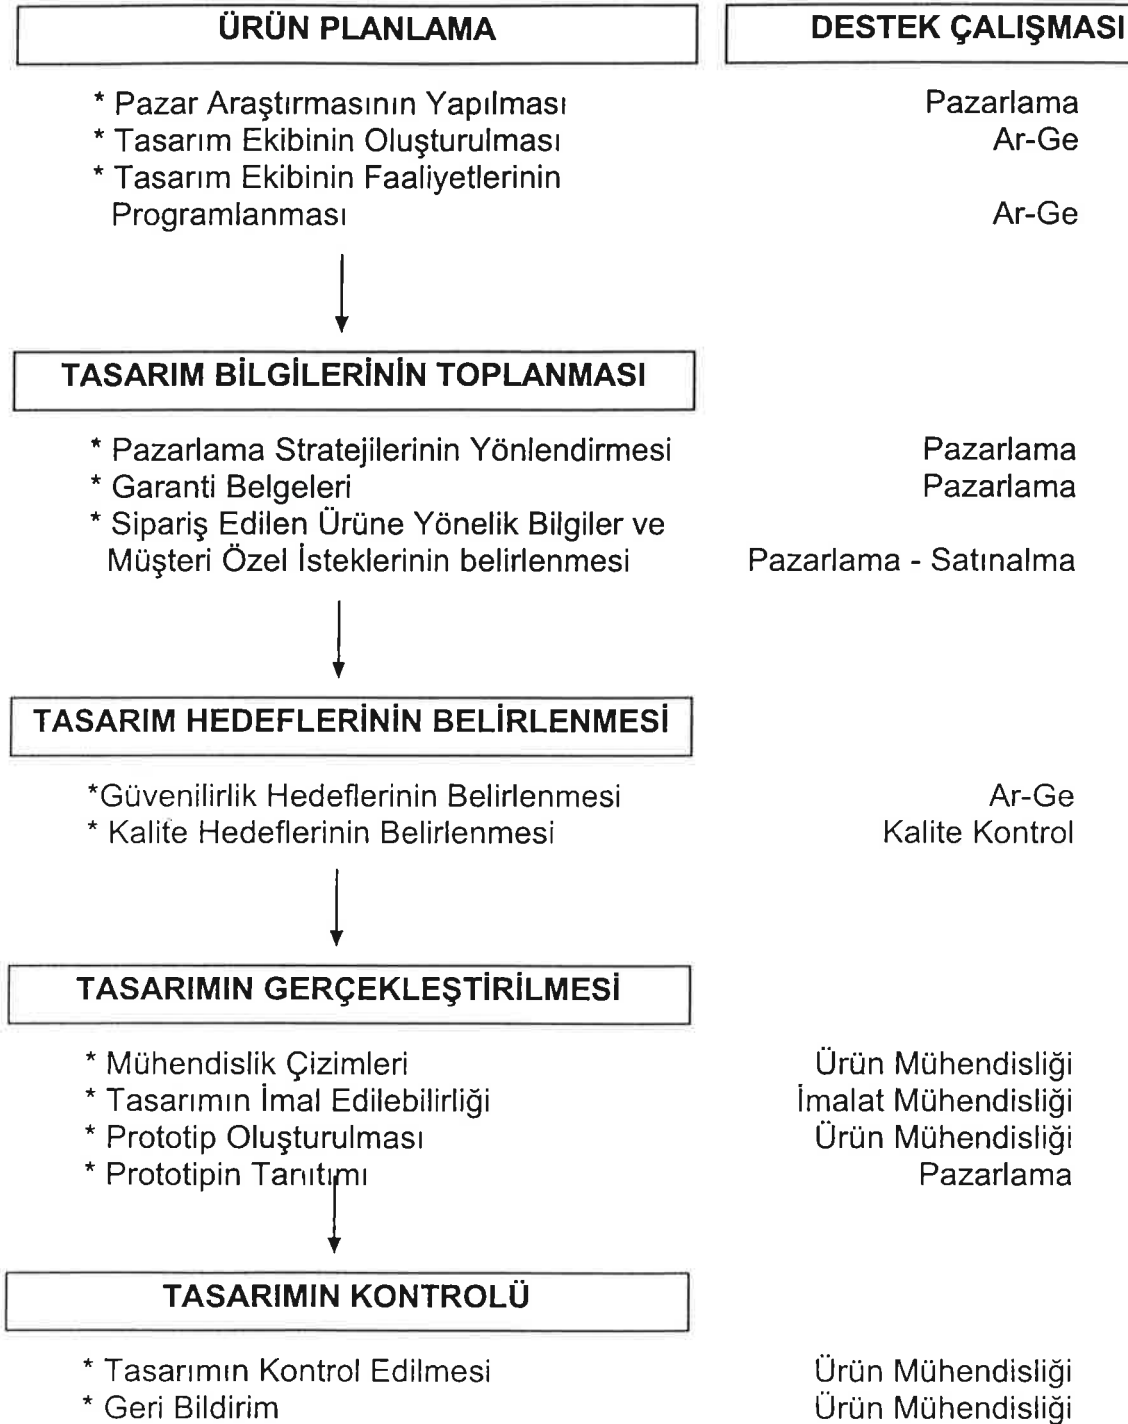 ÜRÜN PLANLAMA DESTEK ÇALIŞMASI
* Pazar Araştırmasının Yapılması Pazarlama
* Tasarım Ekibinin Oluşturulması Ar-Ge
* Tasarım Ekibinin Faaliyetlerinin
Programlanması Ar-Ge
TASARIM BİLGİLERİNİN TOPLANMASI
* Pazarlama Stratejilerinin Yönlendirmesi Pazarlama
* Garanti Belgeleri Pazarlama
* Sipariş Edilen Ürüne Yönelik Bilgiler ve
Müşteri Özel İsteklerinin belirlenmesi Pazarlama - Satınalma
TASARIM HEDEFLERİNİN BELİRLENMESİ
*Güvenilirlik Hedeflerinin Belirlenmesi Ar-Ge
* Kalite Hedeflerinin Belirlenmesi Kalite Kontrol
TASARIMIN GERÇEKLEŞTİRİLMESİ
* Mühendislik Çizimleri Ürün Mühendisliği
* Tasarımın İmal Edilebilirliği İmalat Mühendisliği
* Prototip Oluşturulması Ürün Mühendisliği
* Prototipin Tanıtımı Pazarlama
TASARIMIN KONTROLÜ
* Tasarımın Kontrol Edilmesi Ürün Mühendisliği
* Geri Bildirim Ürün Mühendisliği